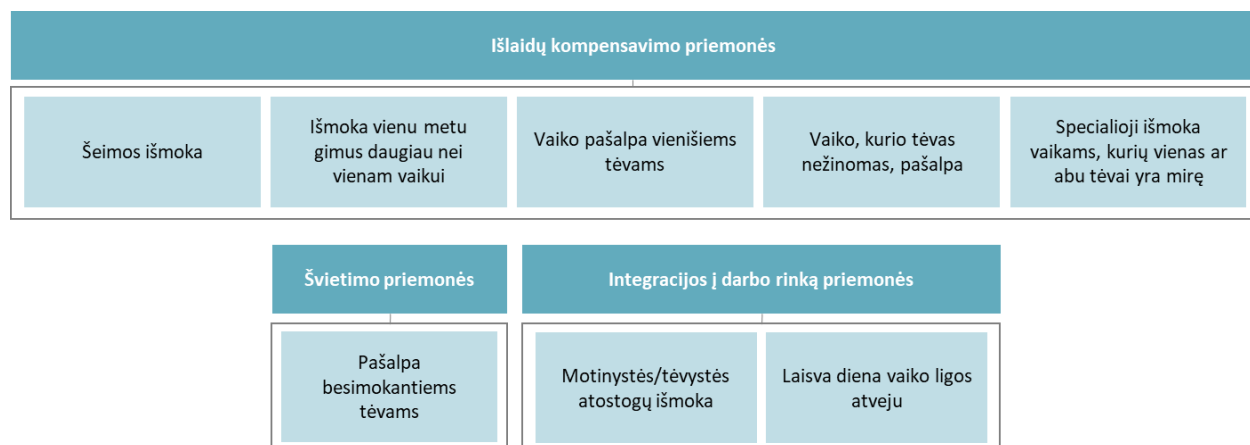 Išlaidų kompensavimo priemonės
Šeimos išmoka
Išmoka vienu metu
gimus daugiau nei
vienam vaikui
Vaiko pašalpa vienišiems
tėvams
Vaiko, kurio tėvas
nežinomas, pašalpa
Specialioji išmoka
vaikams, kurių vienas ar
abu tėvai yra mirę
Švietimo priemonės
Pašalpa
besimokantiems
tėvams
Integracijos į darbo rinką priemonės
Motinystės/tėvystės
atostogų išmoka
Laisva diena vaiko ligos
atveju